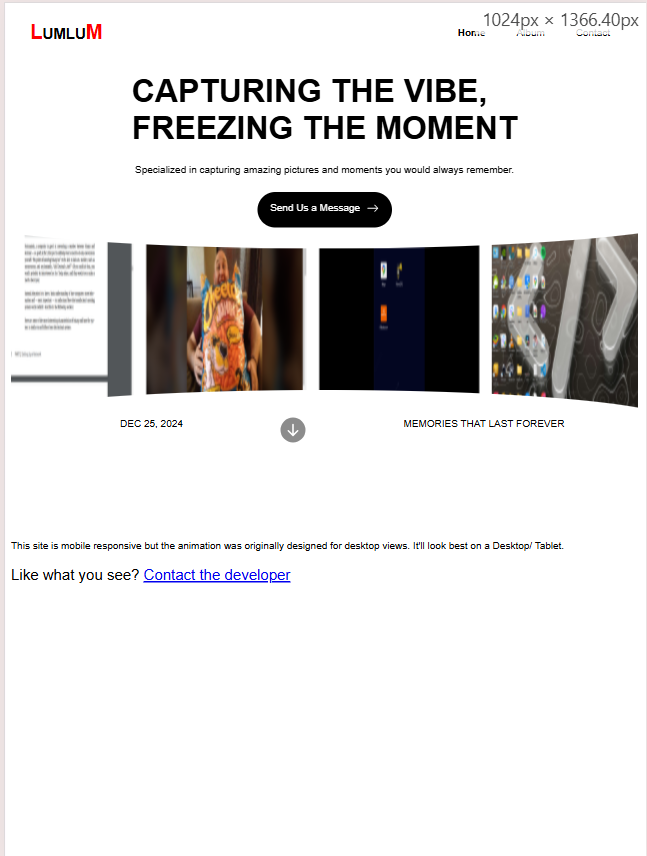 1024px × 1366.40px
LUMLUM
Home Album Contact
CAPTURING THE VIBE,
FREEZING THE MOMENT
Specialized in capturing amazing pictures and moments you would always remember.
Send Us a Message →
DEC 25, 2024
MEMORIES THAT LAST FOREVER
This site is mobile responsive but the animation was originally designed for desktop views. It'll look best on a Desktop/ Tablet.
Like what you see? Contact the developer